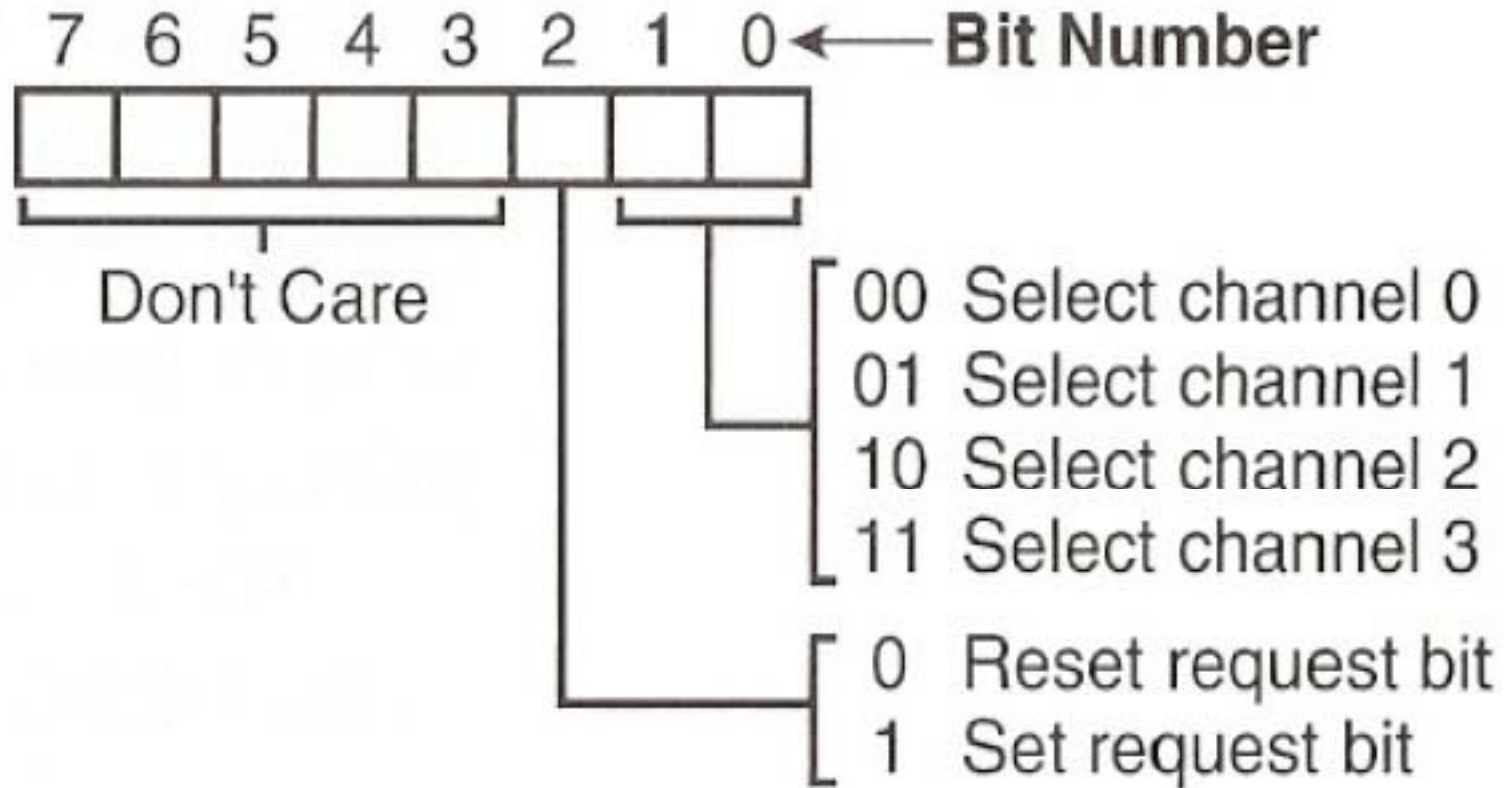 7 6 5 4 3 2 1 0 Bit Number
Don't Care
00 Select channel 0
01 Select channel 1
10 Select channel 2
11 Select channel 3
0 Reset request bit
1 Set request bit